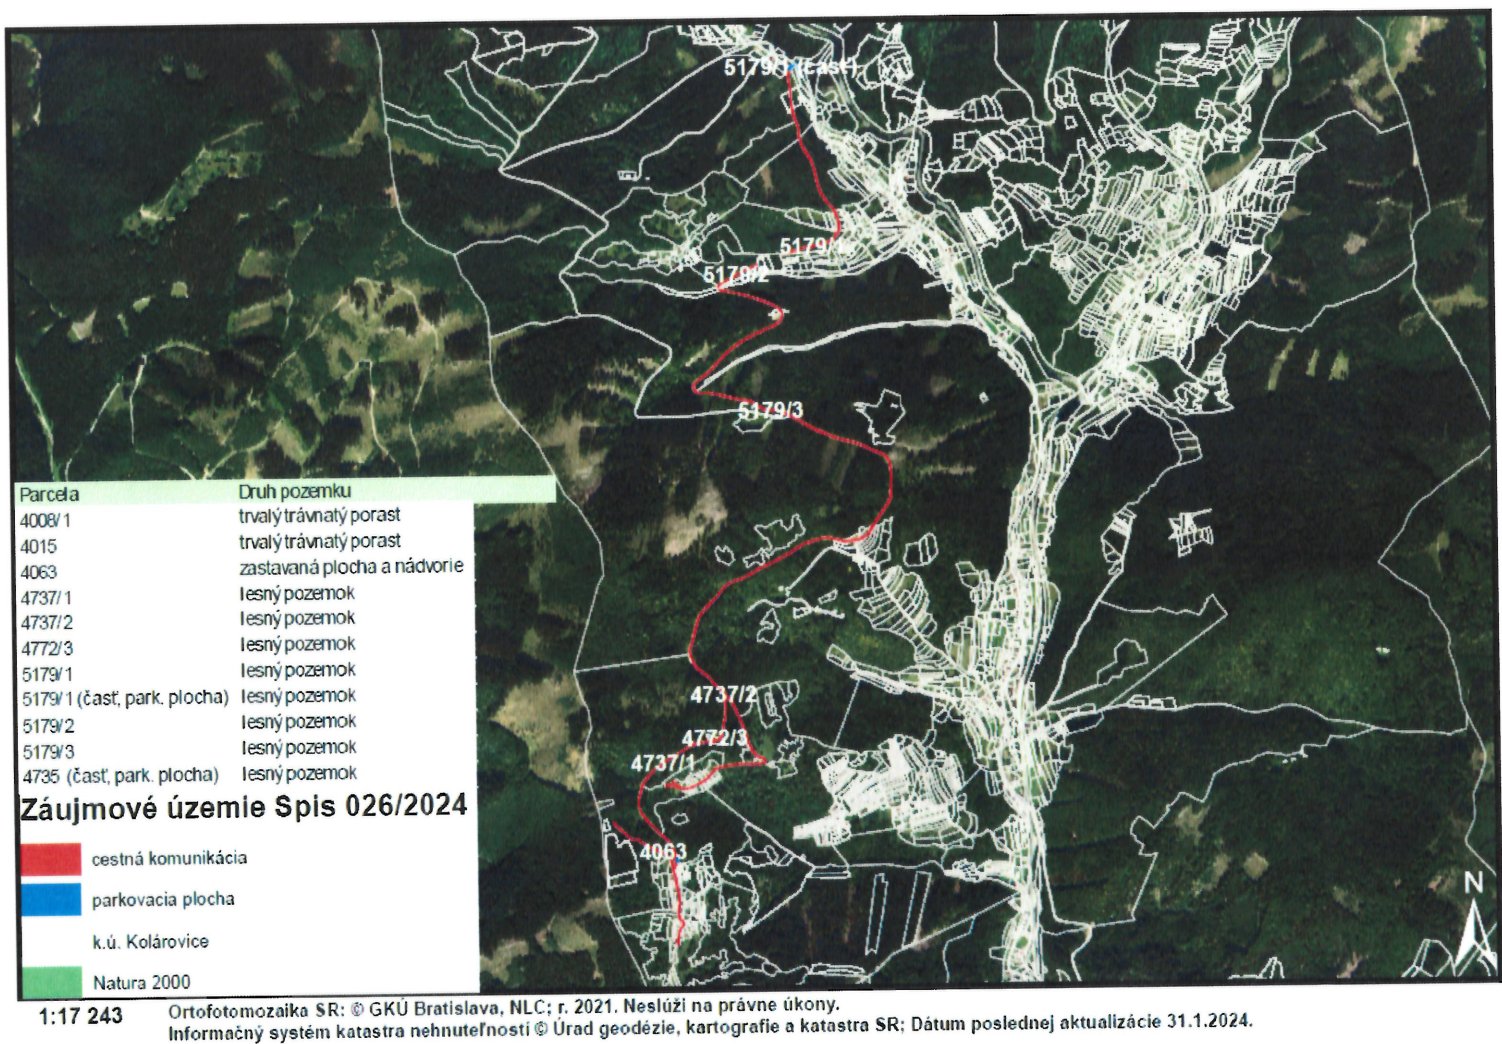 5179/1 (časť)
5179/1
5179/2
5179/3
4737/2
4772/3
4737/1
4063
Parcela Druh pozemku
4008/1 trvalý trávnatý porast
4015 trvalý trávnatý porast
4063 zastavaná plocha a nádvorie
4737/1 lesný pozemok
4737/2 lesný pozemok
4772/3 lesný pozemok
5179/1 lesný pozemok
5179/1 (časť, park. plocha) lesný pozemok
5179/2 lesný pozemok
5179/3 lesný pozemok
4735 (časť, park. plocha) lesný pozemok
Záujmové územie Spis 026/2024
cestná komunikácia
parkovacia plocha
k.ú. Kolárovice
Natura 2000
N
1:17 243
Ortofotomozaika SR: © GKÚ Bratislava, NLC; r. 2021. Neslúži na právne úkony.
Informačný systém katastra nehnuteľností © Úrad geodézie, kartografie a katastra SR; Dátum poslednej aktualizácie 31.1.2024.